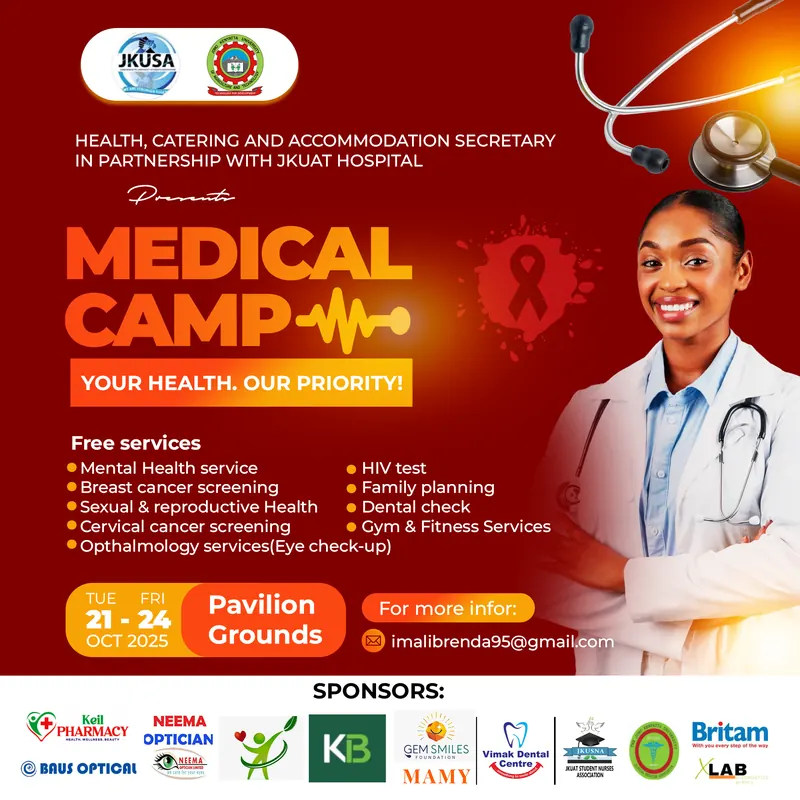 JKUSA
HEALTH, CATERING AND ACCOMMODATION SECRETARY
IN PARTNERSHIP WITH JKUAT HOSPITAL
Presents
MEDICAL
CAMP
YOUR HEALTH. OUR PRIORITY!
Free services
Mental Health service
Breast cancer screening
Sexual & reproductive Health
Cervical cancer screening
Opthalmology services(Eye check-up)
HIV test
Family planning
Dental check
Gym & Fitness Services
TUE FRI
21 - 24
OCT 2025
Pavilion
Grounds
For more infor:
imalibrenda95@gmail.com
SPONSORS:
Keil
PHARMACY
HEALTH. WELLNESS. BEAUTY
BAUS OPTICAL
NEEMA
OPTICIAN
NEEMA
OPTICIAN LIMITED
KB
GEM SMILES
FOUNDATION
MAMY
Vimak Dental
Centre
JKUSNA
JKUAT STUDENT NURSES
ASSOCIATION
Britam
With you every step of the way
XLAB